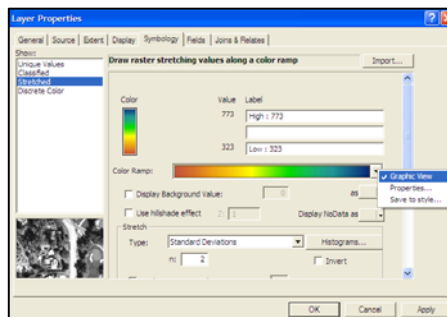 Layer Properties
General Source Extent Display Symbology Fields Joins & Relates
Show:
Unique Values
Classified
Stretched
Discrete Color
Draw raster stretching values along a color ramp
Import...
Color Value Label
773 High : 773
323 Low : 323
Color Ramp:
Graphic View
Properties...
Save to style...
Display Background Value: 0 as
Use hillshade effect Z: 1 Display NoData as
Stretch
Type: Standard Deviations Histograms...
n: 2 Invert
OK Cancel Apply